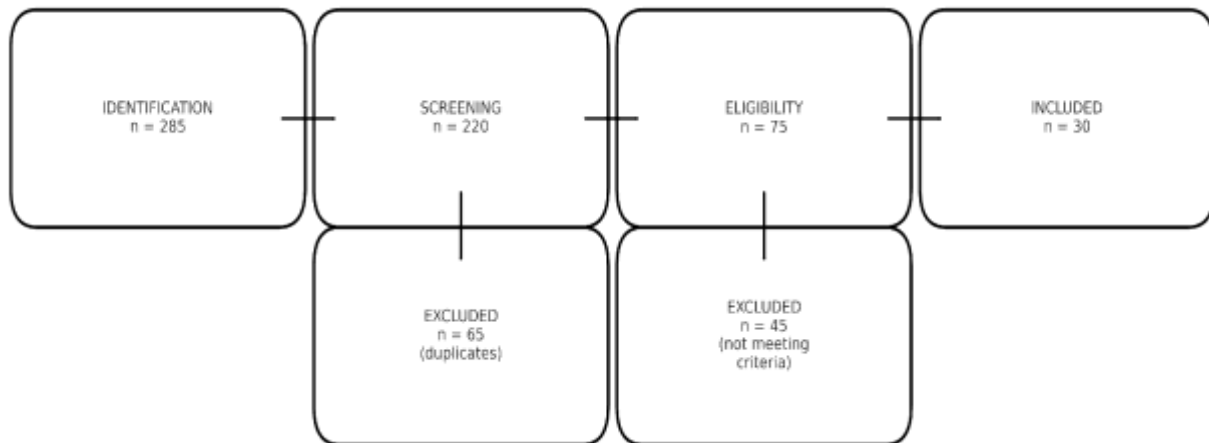 IDENTIFICATION
n = 285
SCREENING
n = 220
ELIGIBILITY
n = 75
INCLUDED
n = 30
EXCLUDED
n = 65
(duplicates)
EXCLUDED
n = 45
(not meeting
criteria)